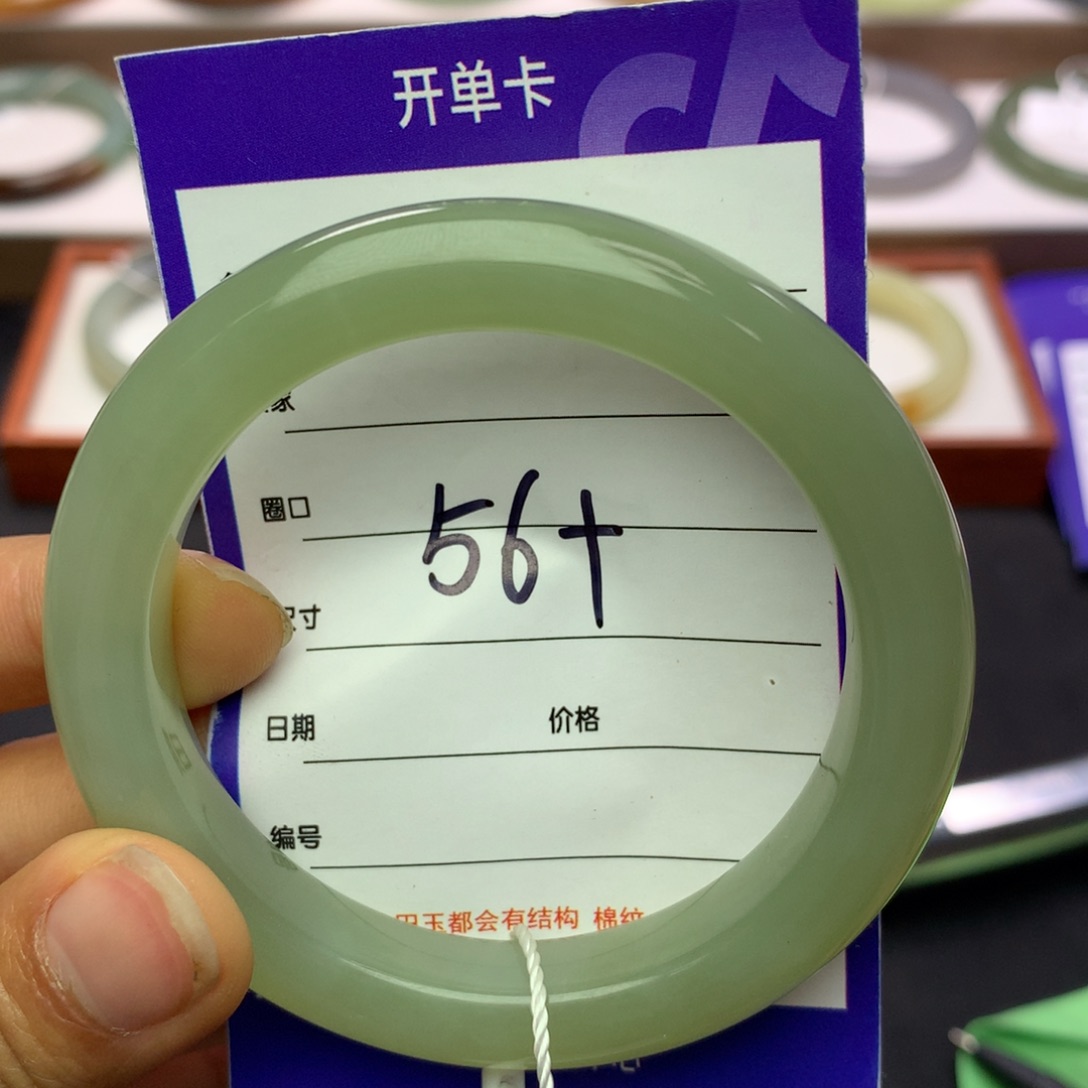 开单卡
家
圈口 56+
尺寸
日期 价格
编号
玉都会有结构 棉纹